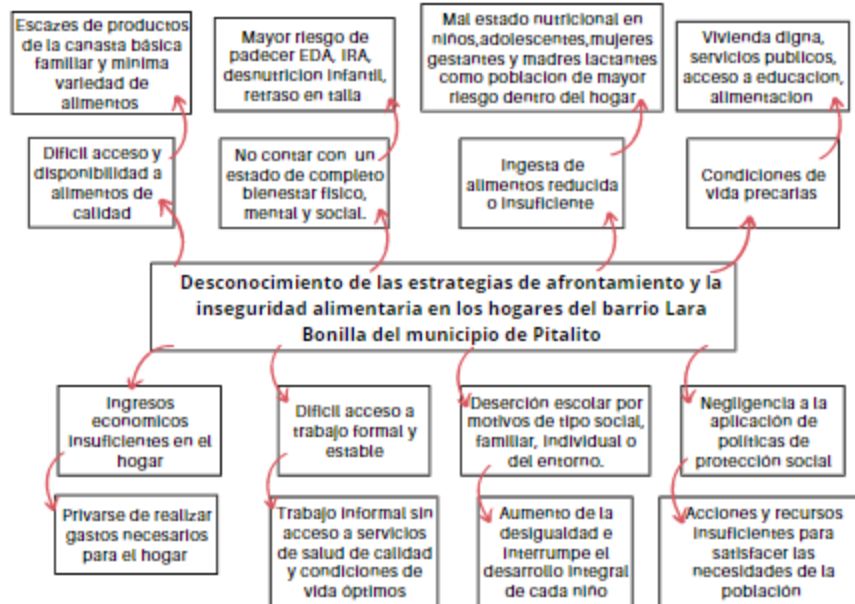 Escazes de productos
de la canasta básica
familiar y minima
variedad de
alimentos
Mayor riesgo de
padecer EDA, IRA,
desnutricion infantil,
retraso en talla
Mal estado nutricional en
niños,adolescentes,mujeres
gestantes y madres lactantes
como poblacion de mayor
riesgo dentro del hogar
Vivienda digna,
servicios publicos,
acceso a educacion,
alimentacion
Dificil acceso y
disponibilidad a
alimentos de
calidad
No contar con un
estado de completo
bienestar físico,
mental y social.
Ingesta de
alimentos reducida
o insuficiente
Condiciones de
vida precarias
Desconocimiento de las estrategias de afrontamiento y la
inseguridad alimentaria en los hogares del barrio Lara
Bonilla del municipio de Pitalito
Ingresos
economicos
insuficientes en el
hogar
Dificil acceso a
trabajo formal y
estable
Deserción escolar por
motivos de tipo social,
familiar, individual o
del entorno.
Negligencia a la
aplicación de
políticas de
protección social
Privarse de realizar
gastos necesarios
para el hogar
Trabajo informal sin
acceso a servicios
de salud de calidad
y condiciones de
vida óptimos
Aumento de la
desigualdad e
interrumpe el
desarrollo integral
de cada niño
Acciones y recursos
insuficientes para
satisfacer las
necesidades de la
población